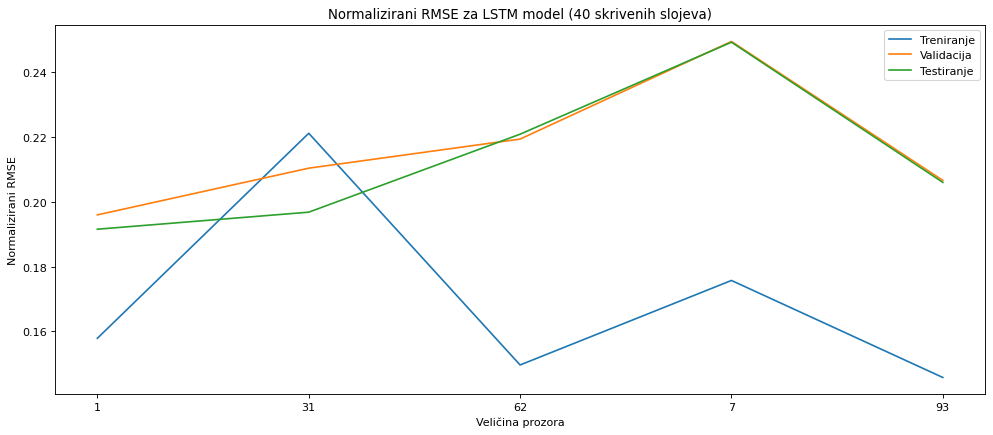 Normalizirani RMSE za LSTM model (40 skrivenih slojeva)
Treniranje
Validacija
Testiranje
0.24
0.22
0.20
0.18
0.16
Normalizirani RMSE
1 31 62 7 93
Veličina prozora